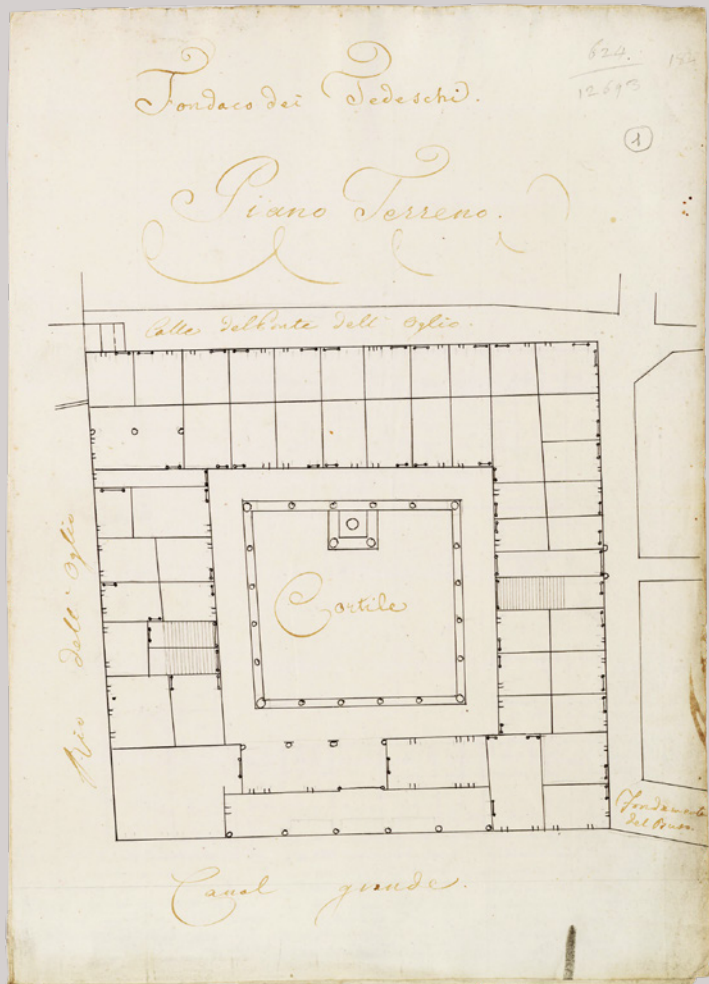 624.
12693
1
Fondaco dei Tedeschi.
Piano Terreno.
Calle del Ponte dell' Oglio.
Rio dell' Oglio
Cortile
Fondamenta
del Buso
Canal grande.